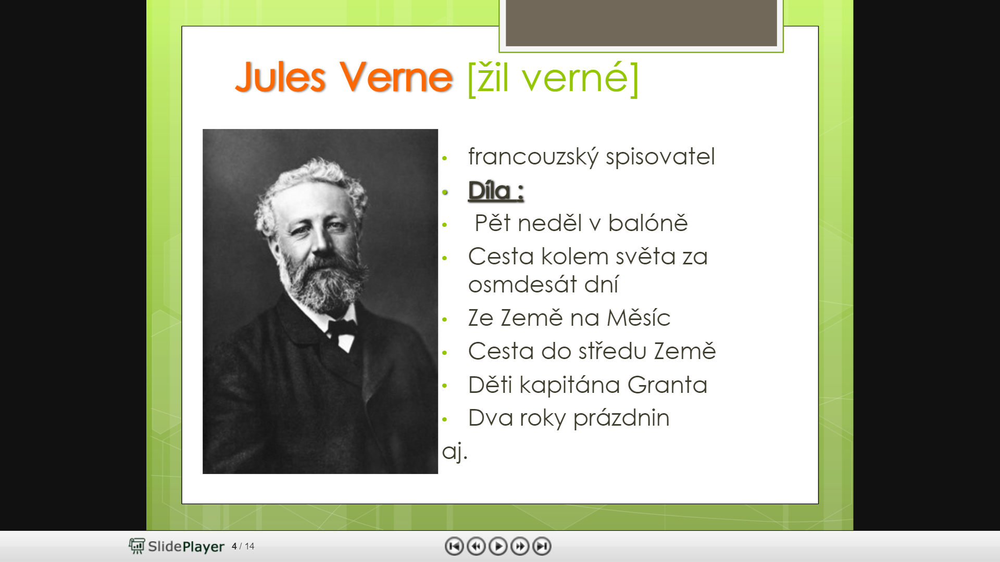 Jules Verne [žil verné]
• francouzský spisovatel
• Díla :
• Pět neděl v balóně
• Cesta kolem světa za
osmdesát dní
• Ze Země na Měsíc
• Cesta do středu Země
• Děti kapitána Granta
• Dva roky prázdnin
aj.
SlidePlayer 4 / 14